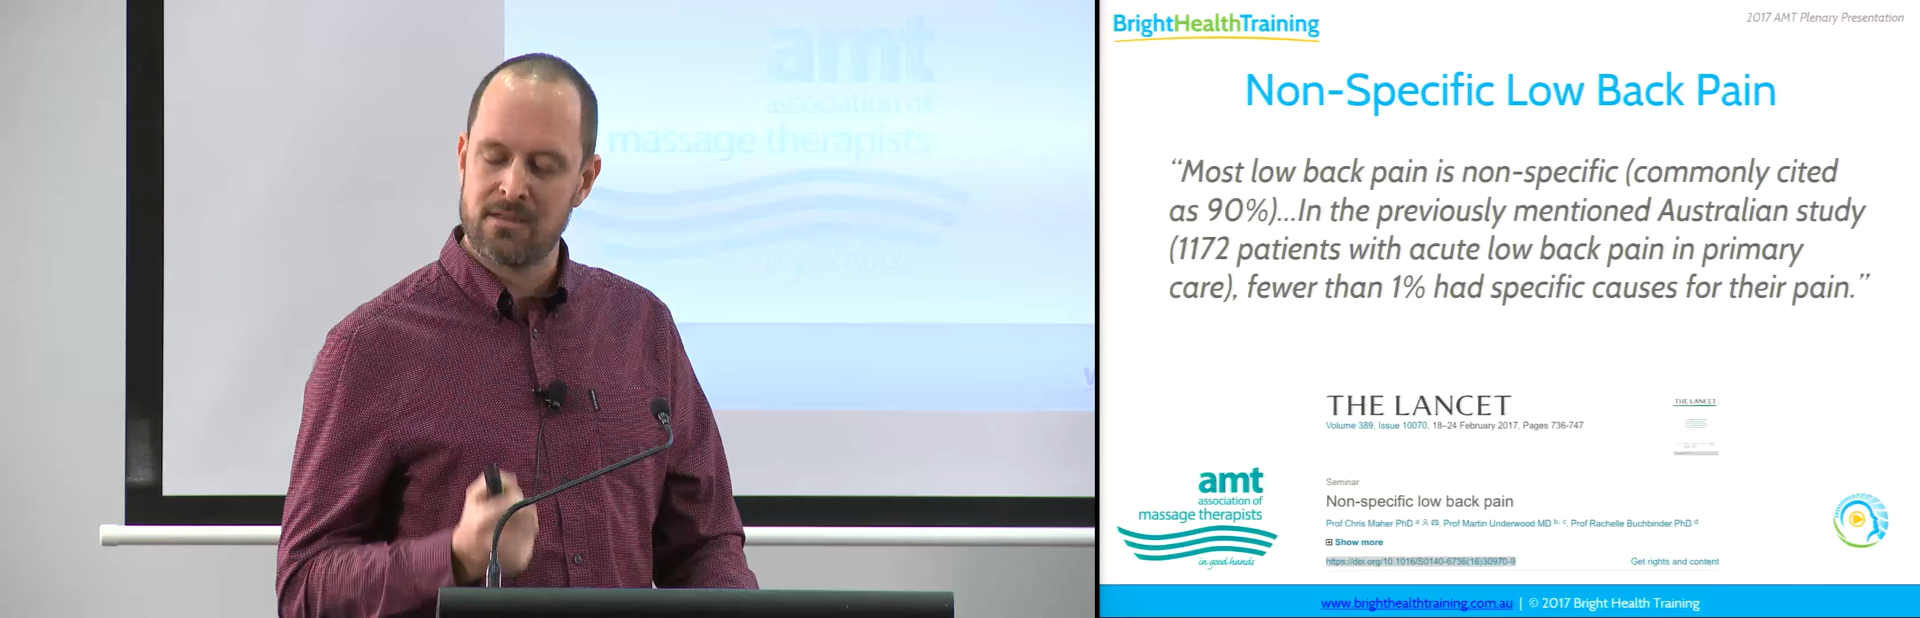 amt
association of
massage therapists
in good hands
BrightHealthTraining
2017 AMT Plenary Presentation
Non-Specific Low Back Pain
“Most low back pain is non-specific (commonly cited
as 90%)...In the previously mentioned Australian study
(1172 patients with acute low back pain in primary
care), fewer than 1% had specific causes for their pain.”
THE LANCET
Volume 389, Issue 10070, 18–24 February 2017, Pages 736-747
THE LANCET
Seminar
Non-specific low back pain
Prof Chris Maher PhD a, Prof Martin Underwood MD b, c, Prof Rachelle Buchbinder PhD d
Show more
https://doi.org/10.1016/S0140-6736(16)30970-9
Get rights and content
amt
association of
massage therapists
in good hands
www.brighthealthtraining.com.au | © 2017 Bright Health Training